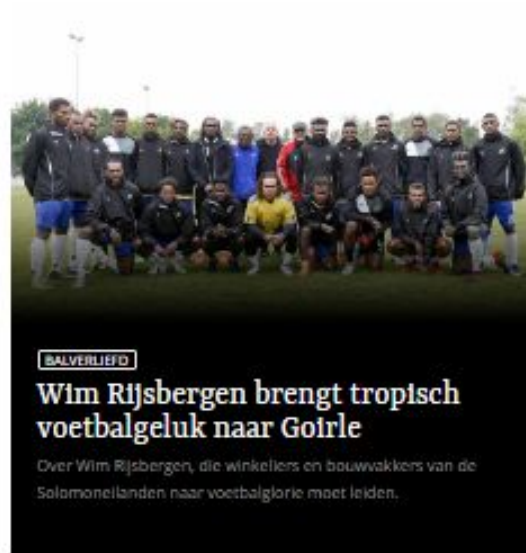 BALVERLIEFD
Wim Rijsbergen brengt tropisch
voetbalgeluk naar Goirle
Over Wim Rijsbergen, die winkeliers en bouwvakkers van de
Solomoneilanden naar voetbalglorie moet leiden.